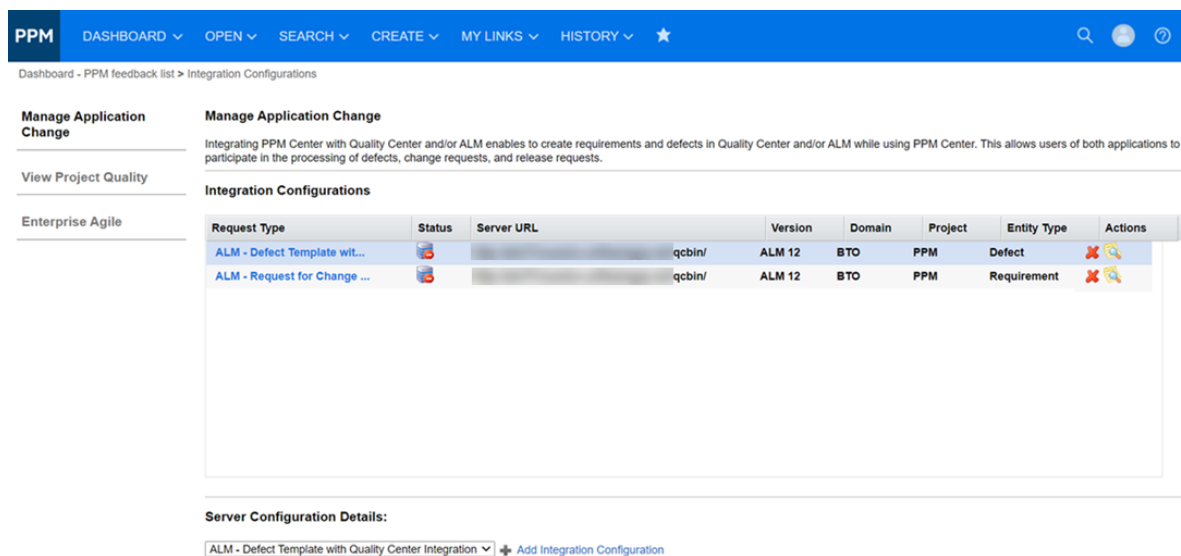 PPM DASHBOARD OPEN SEARCH CREATE MY LINKS HISTORY
Dashboard - PPM feedback list > Integration Configurations
Manage Application Change
Manage Application Change
Integrating PPM Center with Quality Center and/or ALM enables to create requirements and defects in Quality Center and/or ALM while using PPM Center. This allows users of both applications to
participate in the processing of defects, change requests, and release requests.
View Project Quality
Integration Configurations
Enterprise Agile
Request Type Status Server URL Version Domain Project Entity Type Actions
ALM - Defect Template wit... qcbin/ ALM 12 BTO PPM Defect
ALM - Request for Change ... qcbin/ ALM 12 BTO PPM Requirement
Server Configuration Details:
ALM - Defect Template with Quality Center Integration Add Integration Configuration